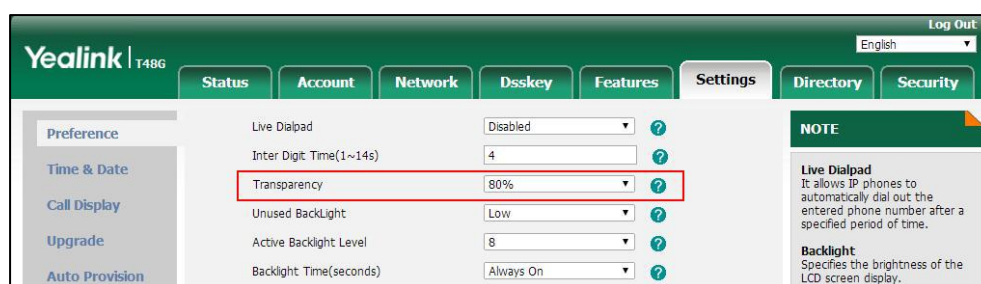 Log Out
Yealink | T48G
English
Status Account Network Dsskey Features Settings Directory Security
Preference
Time & Date
Call Display
Upgrade
Auto Provision
Live Dialpad Disabled
Inter Digit Time(1~14s) 4
Transparency 80%
Unused BackLight Low
Active Backlight Level 8
Backlight Time(seconds) Always On
NOTE
Live Dialpad
It allows IP phones to
automatically dial out the
entered phone number after a
specified period of time.
Backlight
Specifies the brightness of the
LCD screen display.